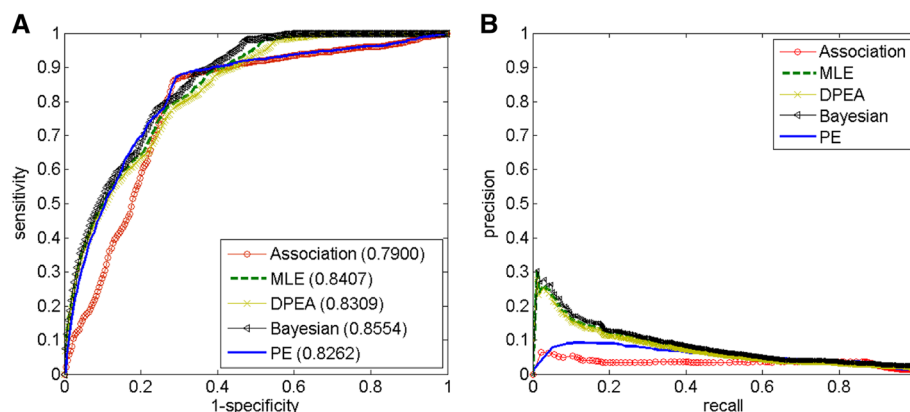 A
1
0.9
0.8
0.7
0.6
0.5
0.4
0.3
0.2
0.1
0
sensitivity
Association (0.7900)
MLE (0.8407)
DPEA (0.8309)
Bayesian (0.8554)
PE (0.8262)
0 0.2 0.4 0.6 0.8 1
1-specificity
B
1
0.9
0.8
0.7
0.6
0.5
0.4
0.3
0.2
0.1
0
precision
Association
MLE
DPEA
Bayesian
PE
0 0.2 0.4 0.6 0.8
recall